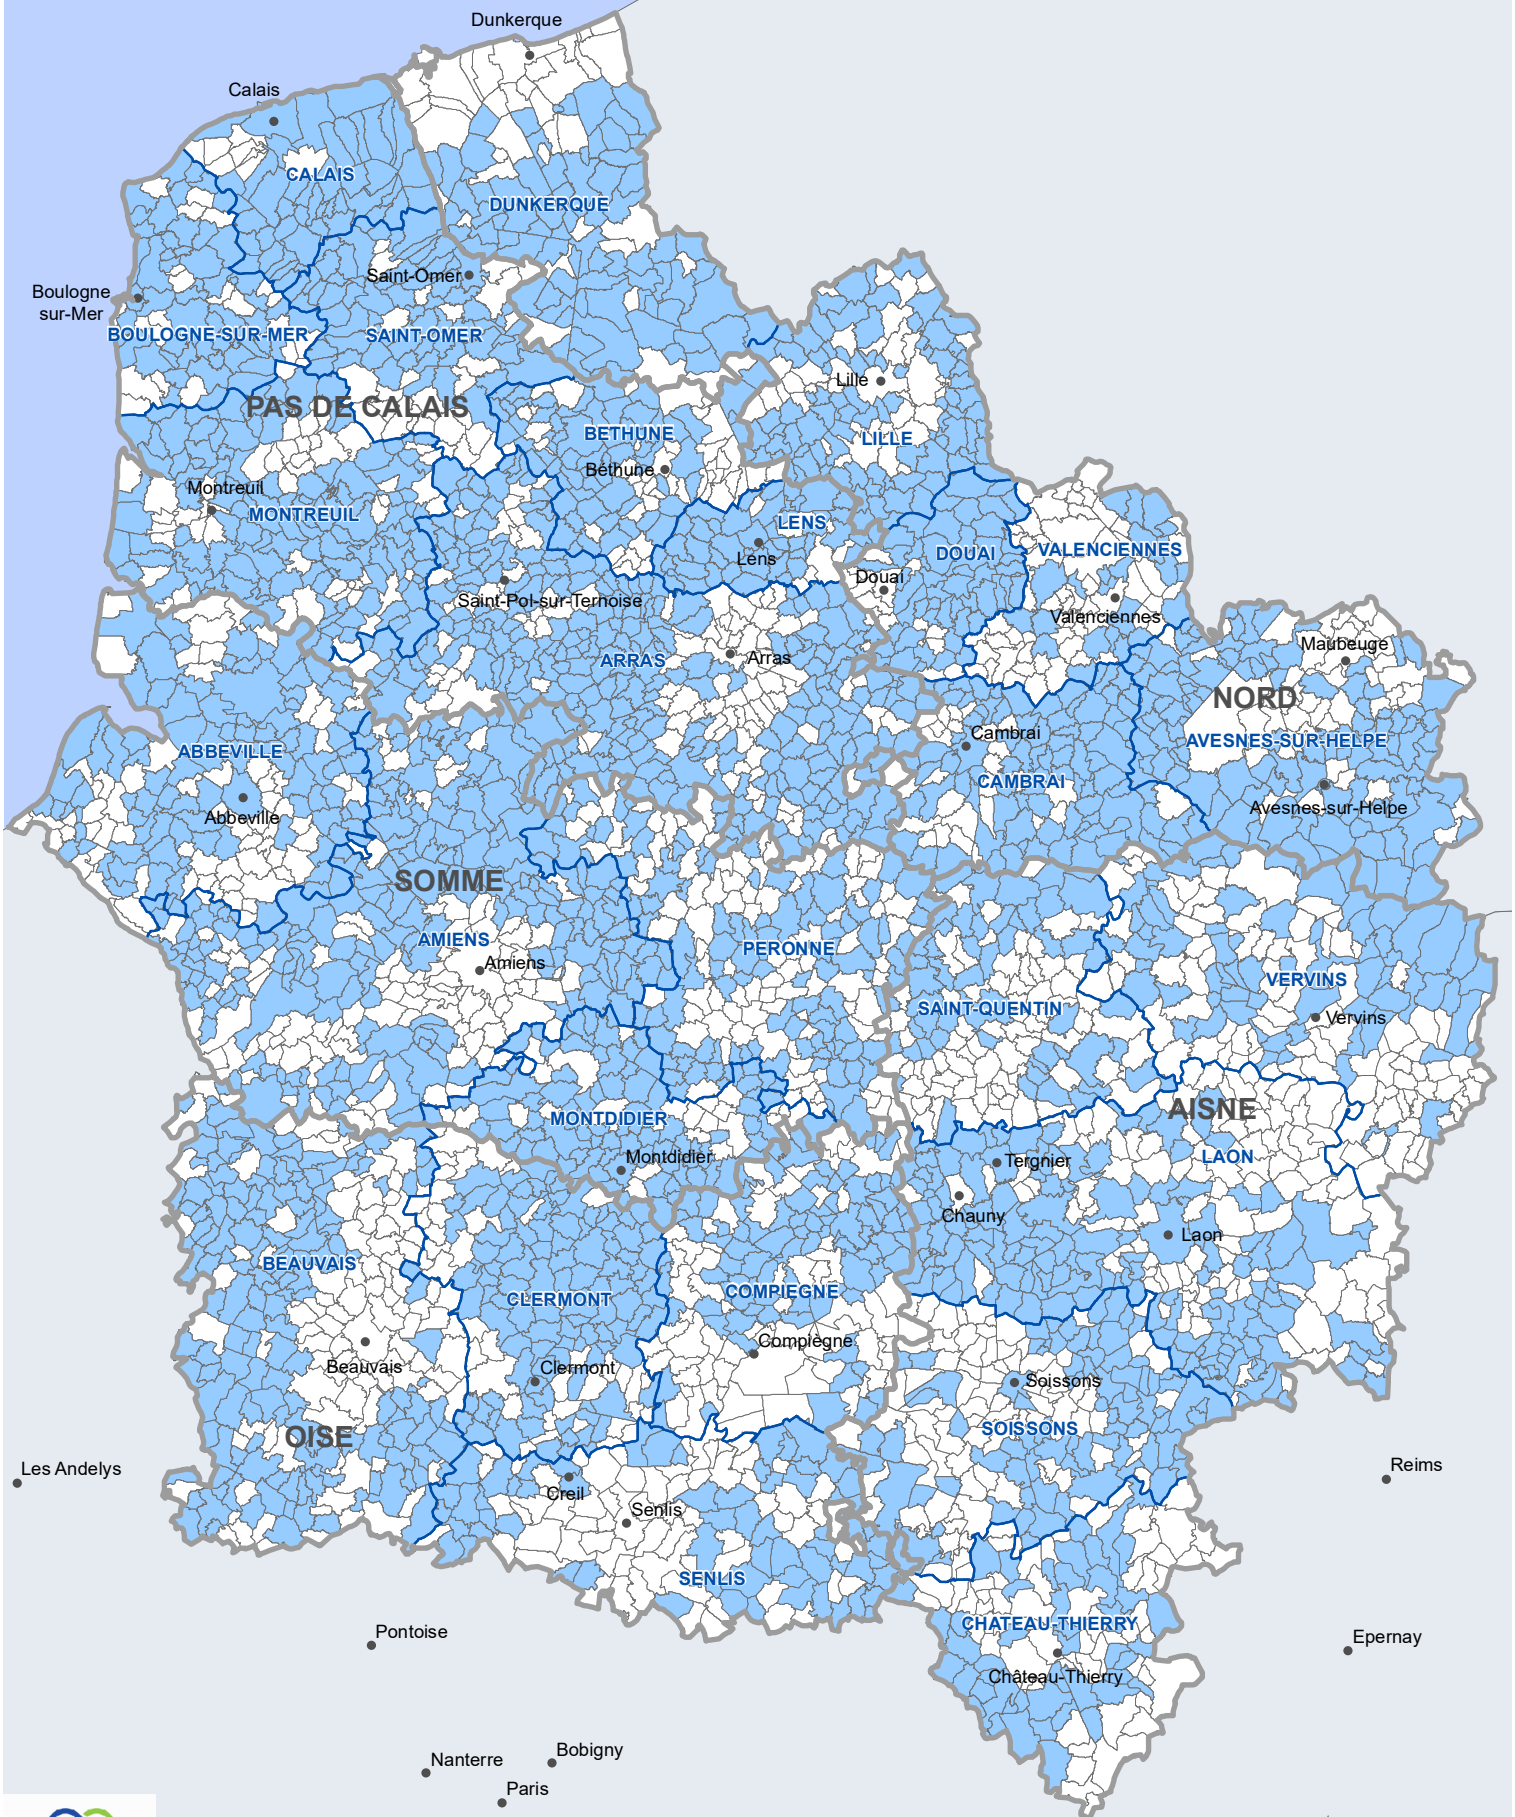 Dunkerque
Calais
CALAIS
DUNKERQUE
Saint-Omer
Boulogne
sur-Mer
BOULOGNE-SUR-MER
SAINT-OMER
Lille
PAS DE CALAIS
BETHUNE
LILLE
Béthune
Montreuil
MONTREUIL
LENS
Lens
DOUAI
VALENCIENNES
Douai
Saint-Pol-sur-Ternoise
Valenciennes
Maubeuge
ARRAS
Arras
NORD
Cambrai
AVESNES-SUR-HELPE
ABBEVILLE
CAMBRAI
Abbeville
Avesnes-sur-Helpe
SOMME
AMIENS
Amiens
PERONNE
VERVINS
SAINT-QUENTIN
Vervins
AISNE
MONTDIDIER
Montdidier
Tergnier
LAON
Chauny
Laon
BEAUVAIS
CLERMONT
COMPIEGNE
Compiègne
Beauvais
Clermont
Soissons
OISE
SOISSONS
Les Andelys
Reims
Creil
Senlis
SENLIS
CHATEAU-THIERRY
Pontoise
Epernay
Château-Thierry
Nanterre
Bobigny
Paris